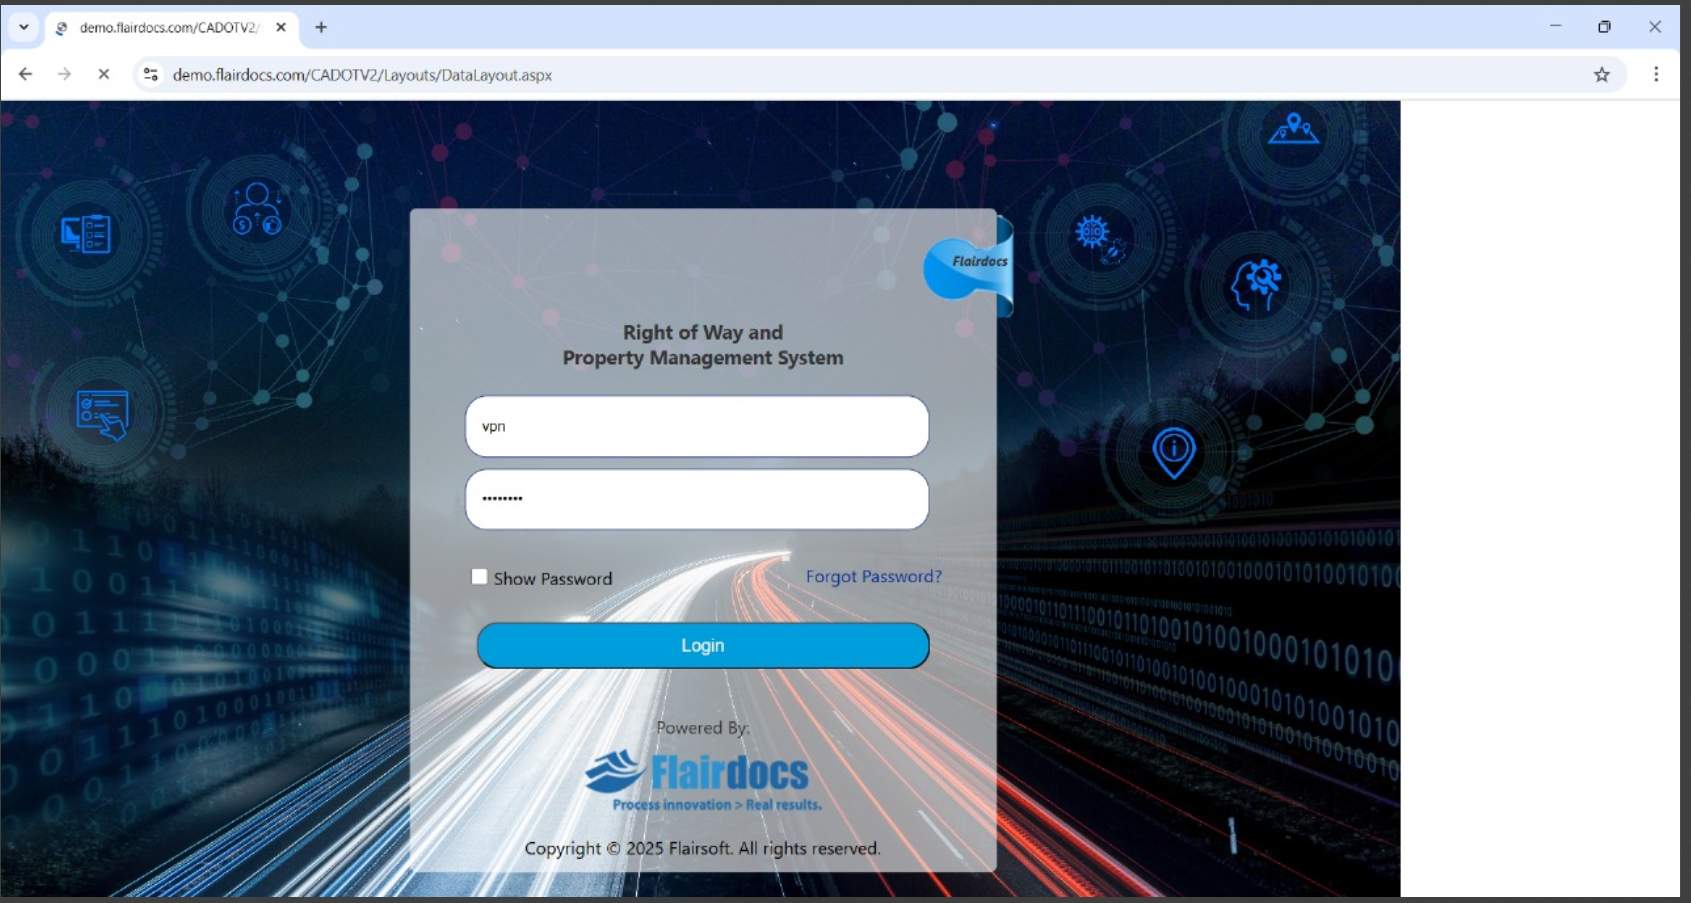 demo.flairdocs.com/CADOTV2/
demo.flairdocs.com/CADOTV2/Layouts/DataLayout.aspx
Flairdocs
Right of Way and
Property Management System
vpn
••••••••
Show Password
Forgot Password?
Login
Powered By:
Flairdocs
Process innovation > Real results.
Copyright © 2025 Flairsoft. All rights reserved.